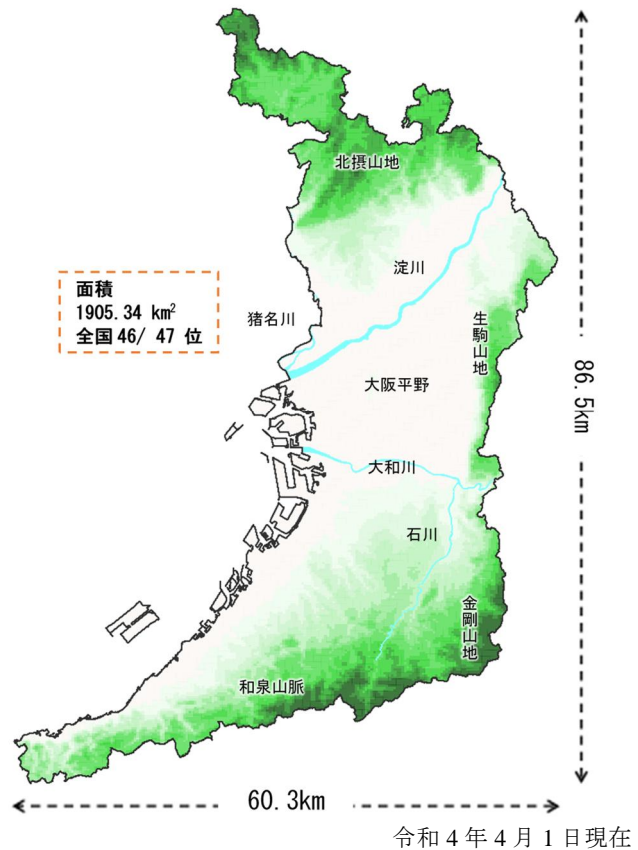 北摂山地
淀川
面積
1905.34 km²
全国46/ 47 位
猪名川
生駒山地
大阪平野
86.5km
大和川
石川
金剛山地
和泉山脈
60.3km
令和 4 年 4 月 1 日現在